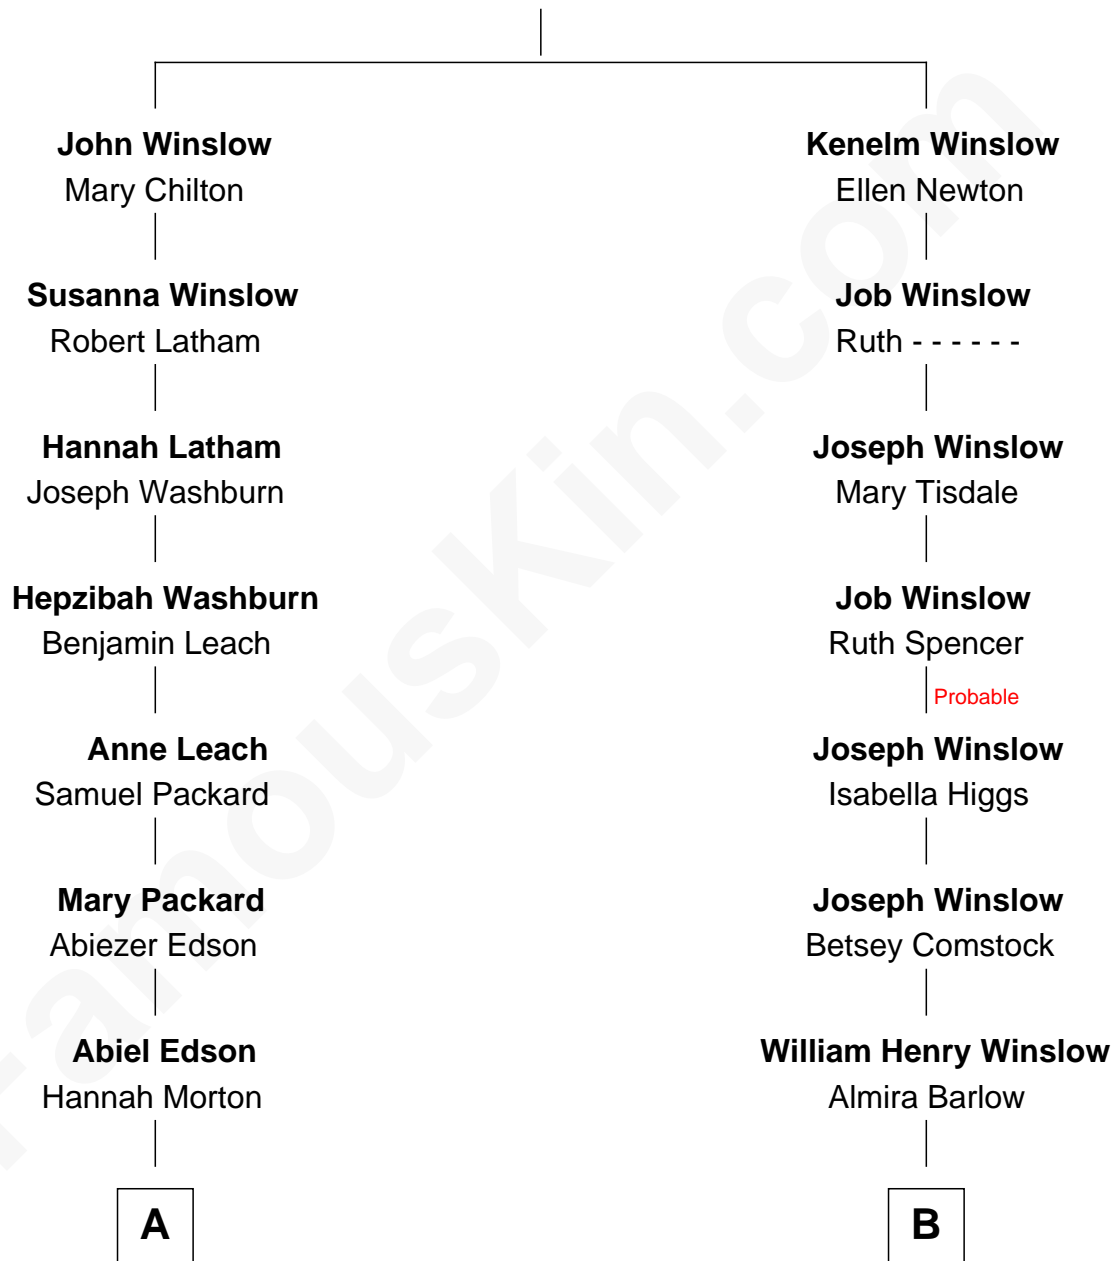 John Winslow
Mary Chilton
Susanna Winslow
Robert Latham
Hannah Latham
Joseph Washburn
Hepzibah Washburn
Benjamin Leach
Anne Leach
Samuel Packard
Mary Packard
Abiezer Edson
Abiel Edson
Hannah Morton
A
Kenelm Winslow
Ellen Newton
Job Winslow
Ruth - - - - - -
Joseph Winslow
Mary Tisdale
Job Winslow
Ruth Spencer
Probable
Joseph Winslow
Isabella Higgs
Joseph Winslow
Betsey Comstock
William Henry Winslow
Almira Barlow
B
FamousKin.com